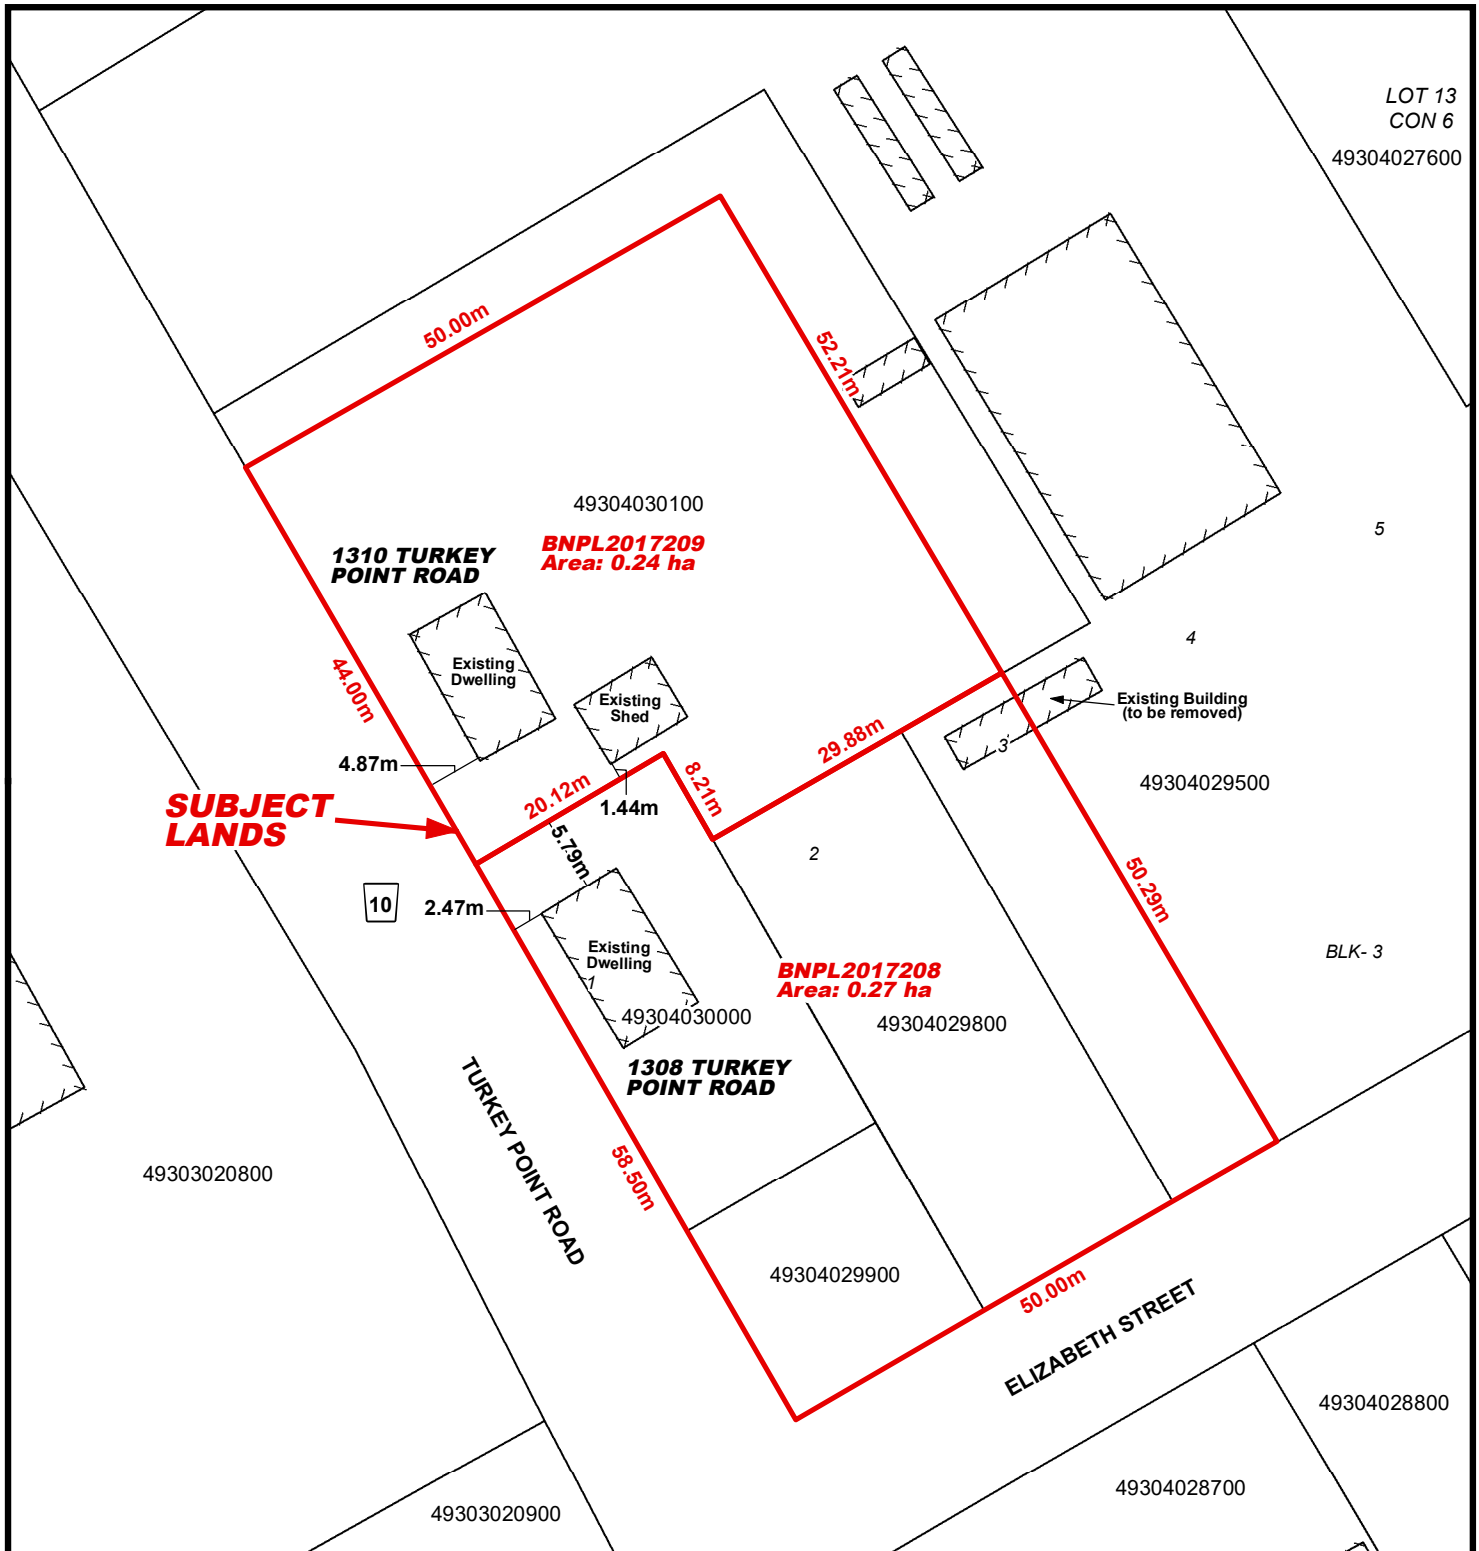 LOT 13
CON 6
49304027600
50.00m
52.21m
49304030100
5
1310 TURKEY
POINT ROAD
BNPL2017209
Area: 0.24 ha
4
Existing
Dwelling
44.00m
Existing
Shed
Existing Building
(to be removed)
29.88m
3
4.87m
20.12m
8.21m
1.44m
49304029500
SUBJECT
LANDS
5.79m
2
10
2.47m
50.29m
Existing
Dwelling
1
BNPL2017208
Area: 0.27 ha
BLK- 3
49304030000
49304029800
1308 TURKEY
POINT ROAD
TURKEY POINT ROAD
58.50m
49303020800
49304029900
50.00m
ELIZABETH STREET
49304028800
49304028700
49303020900